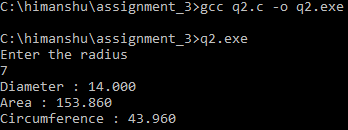 C:\himanshu\assignment_3>gcc q2.c -o q2.exe
C:\himanshu\assignment_3>q2.exe
Enter the radius
7
Diameter : 14.000
Area : 153.860
Circumference : 43.960